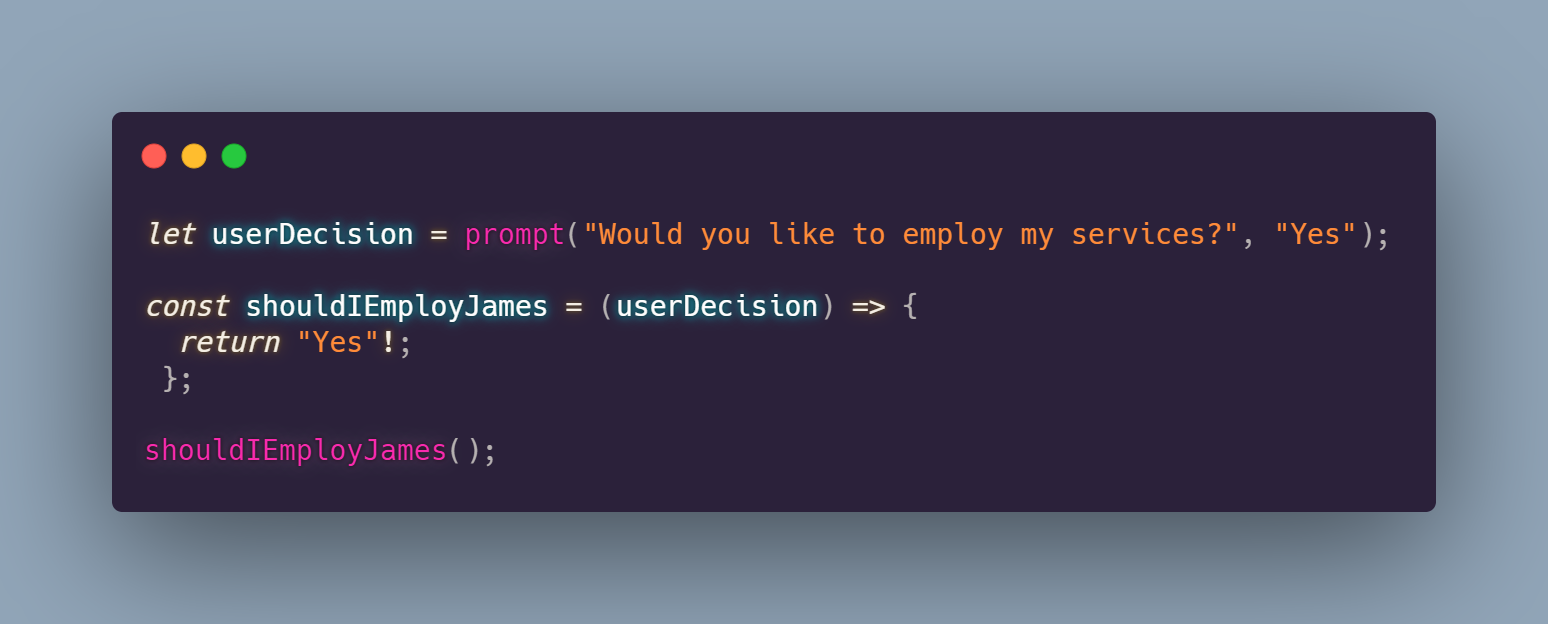 let userDecision = prompt("Would you like to employ my services?", "Yes");
const shouldIEmployJames = (userDecision) => {
return "Yes"!;
};
shouldIEmployJames();